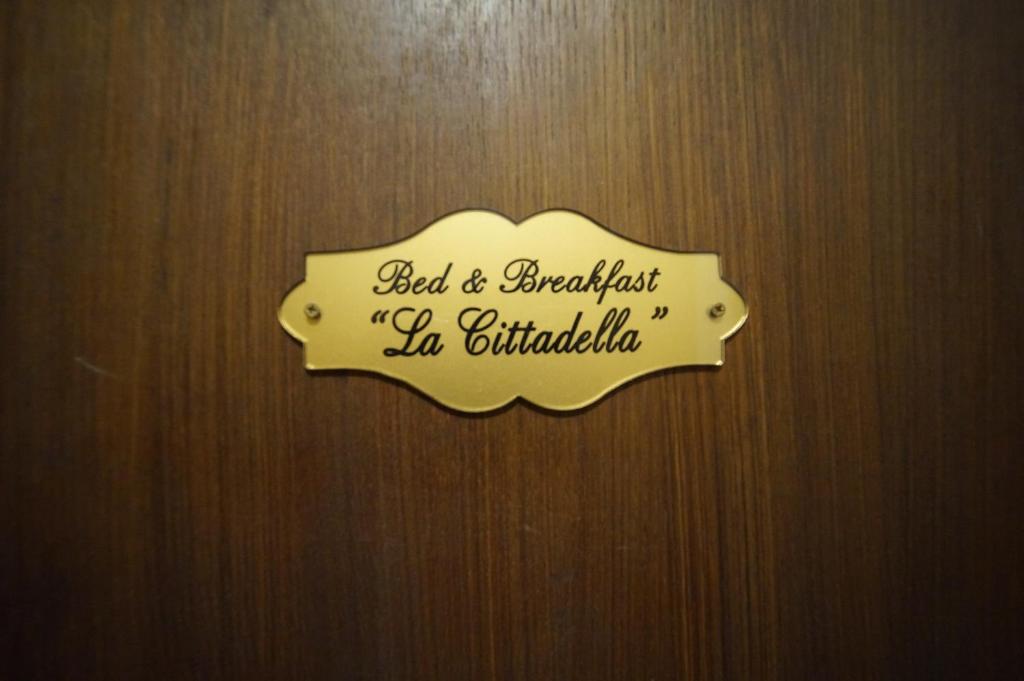 Bed & Breakfast
“La Cittadella”